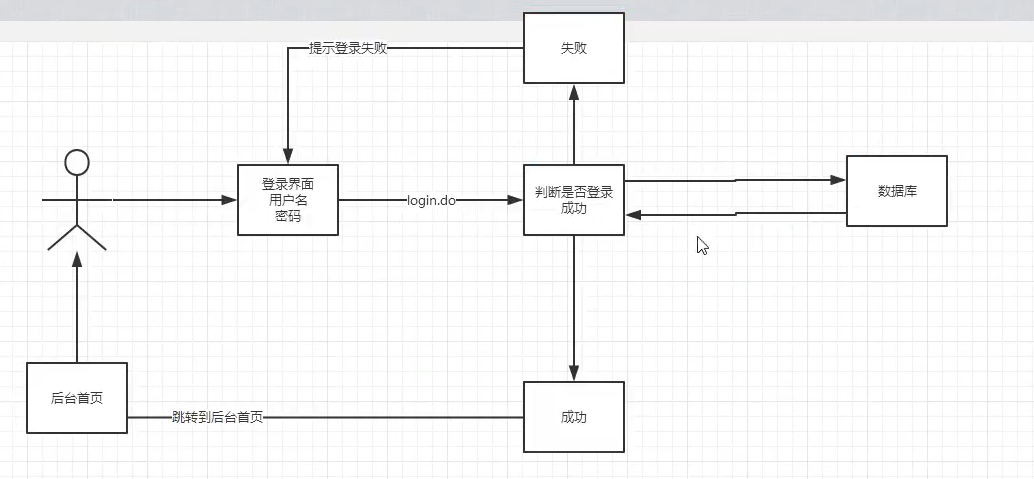 提示登录失败
失败
登录界面
用户名
密码
login.do
判断是否登录
成功
数据库
后台首页
跳转到后台首页
成功